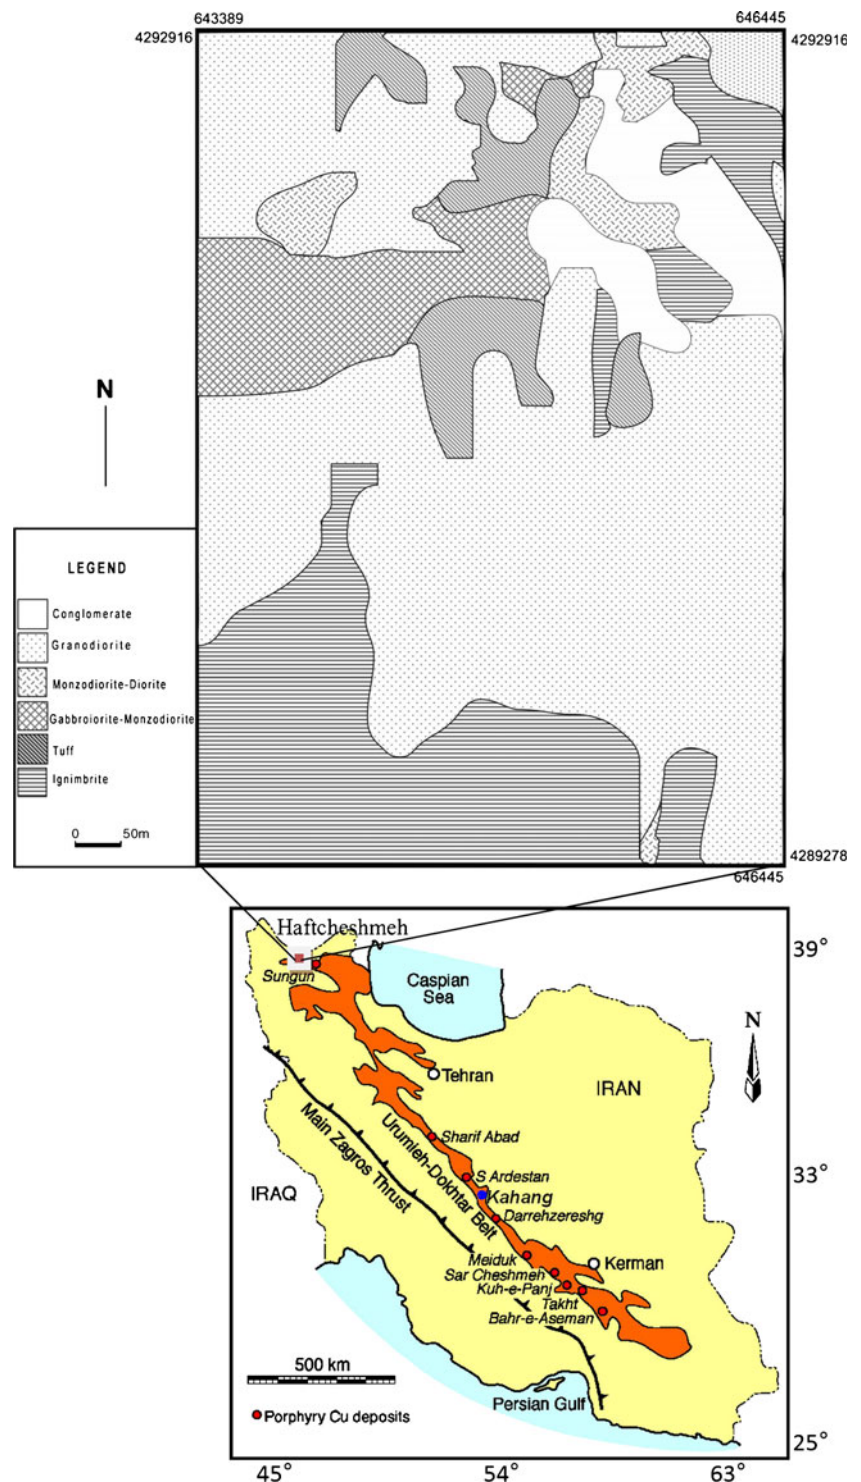 643389 646445
4292916 4292916
N
LEGEND
Conglomerate
Granodiorite
Monzodiorite-Diorite
Gabbroiorite-Monzodiorite
Tuff
Ignimbrite
0 50m
4289278
646445
Haftcheshmeh
39°
Sungun
Caspian
Sea
N
Tehran
IRAN
Main Zagros Thrust
Urumieh-Dokhtar Belt
Sharif Abad
S Ardestan
33°
IRAQ
Kahang
Darrehzereshg
Meiduk
Kerman
Sar Cheshmeh
Kuh-e-Panj
Takht
Bahr-e-Aseman
500 km
Persian Gulf
Porphyry Cu deposits
25°
45° 54° 63°